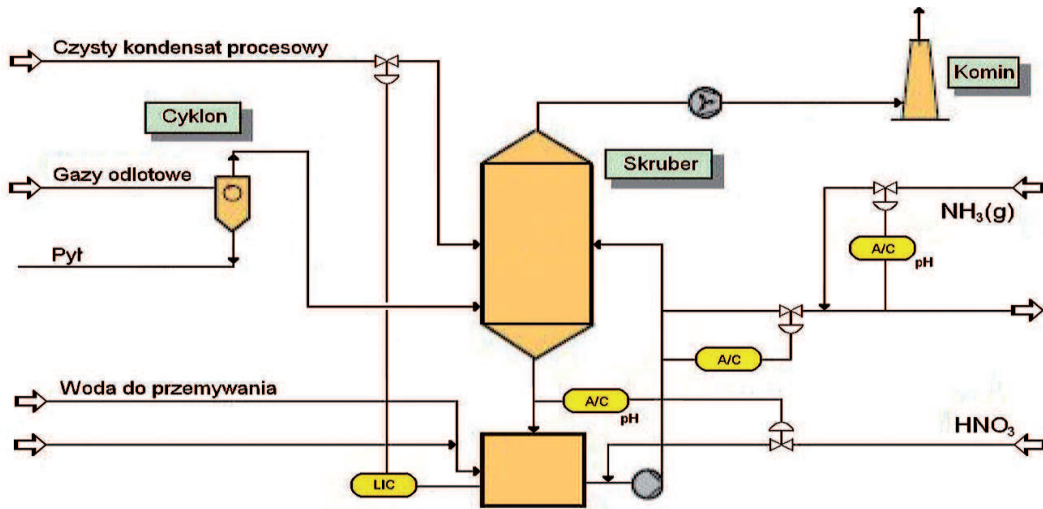 Czysty kondensat procesowy
Komin
Cyklon
Skruber
Gazy odlotowe
NH₃(g)
A/C
pH
Pył
A/C
Woda do przemywania
A/C
pH
HNO₃
LIC